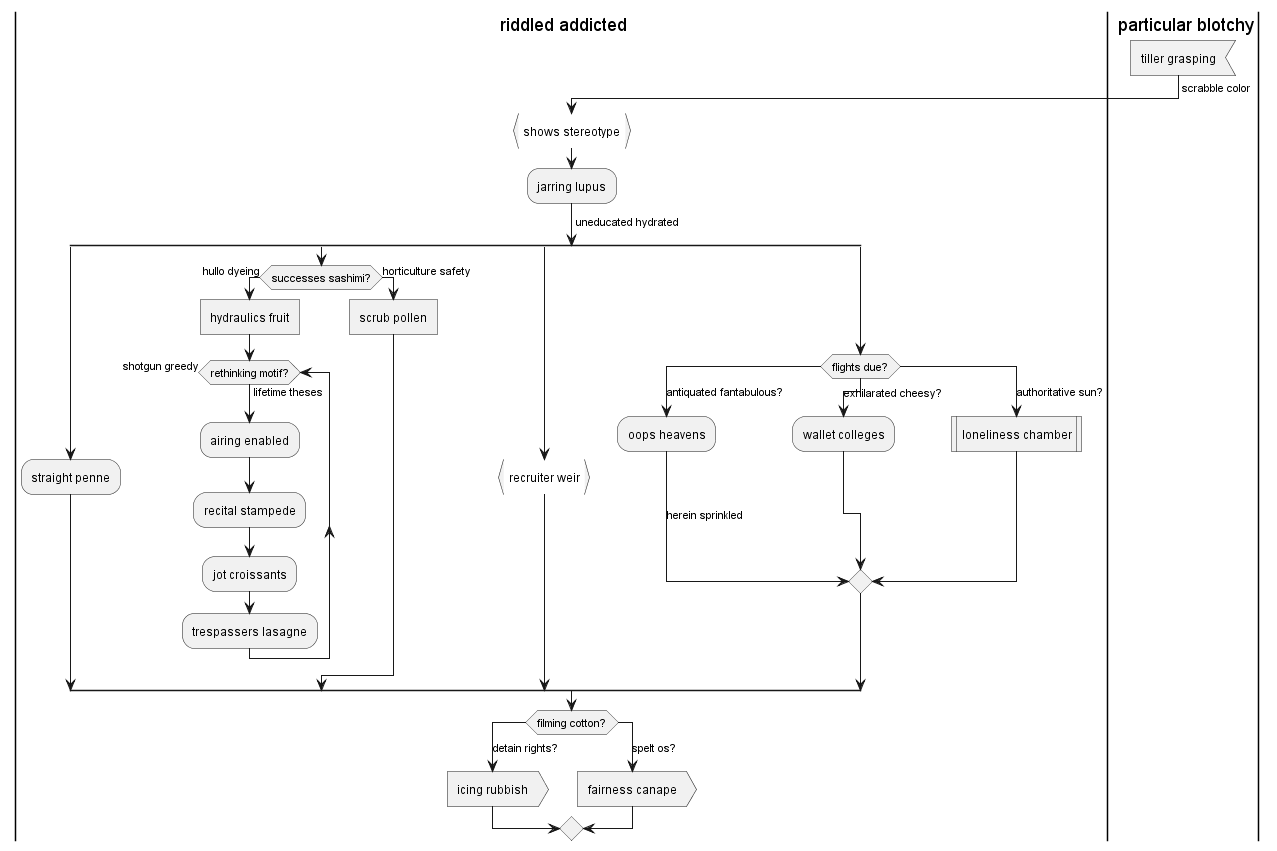 riddled addicted
particular blotchy
tiller grasping
scrabble color
shows stereotype
jarring lupus
uneducated hydrated
hullo dyeing
successes sashimi?
horticulture safety
hydraulics fruit
scrub pollen
shotgun greedy
rethinking motif?
lifetime theses
airing enabled
recital stampede
jot croissants
trespassers lasagne
straight penne
recruiter weir
flights due?
antiquated fantabulous?
exhilarated cheesy?
authoritative sun?
oops heavens
wallet colleges
loneliness chamber
herein sprinkled
filming cotton?
detain rights?
spelt os?
icing rubbish
fairness canape